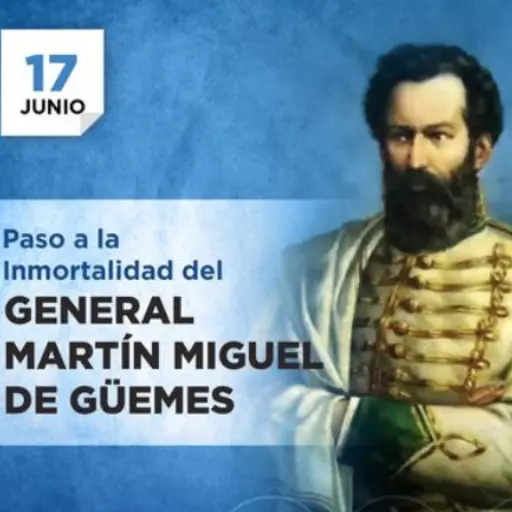 17
JUNIO
Paso a la
Inmortalidad del
GENERAL
MARTÍN MIGUEL
DE GÜEMES